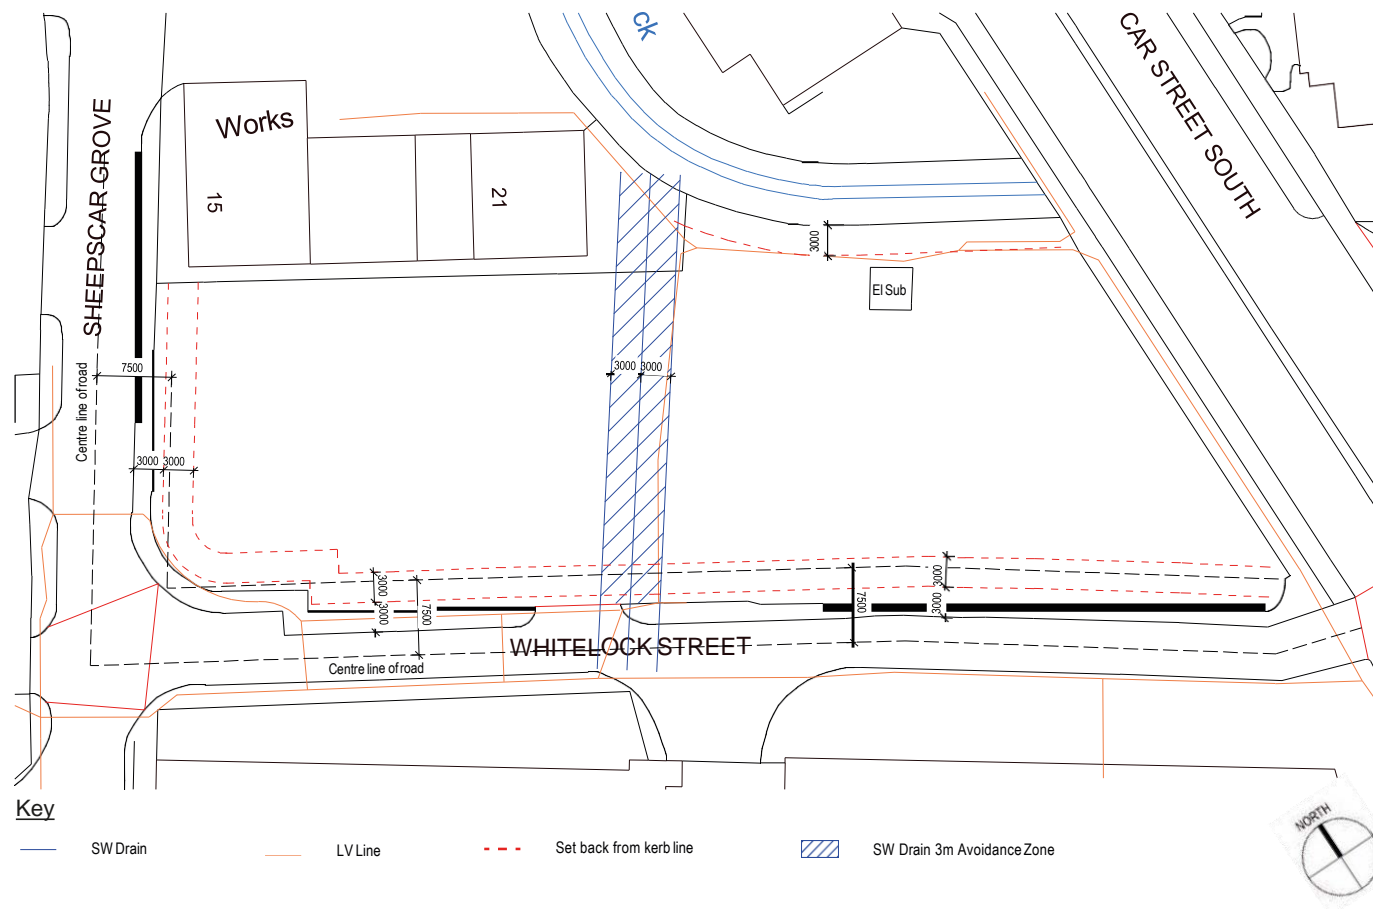 ck
CAR STREET SOUTH
SHEEPSCAR GROVE
Works
15
21
3000
El Sub
7500
3000
3000
Centre line of road
3000
3000
3000
3000
7500
3000
3000
7500
WHITELOCK STREET
Centre line of road
Key
SW Drain
LV Line
Set back from kerb line
SW Drain 3m Avoidance Zone
NORTH